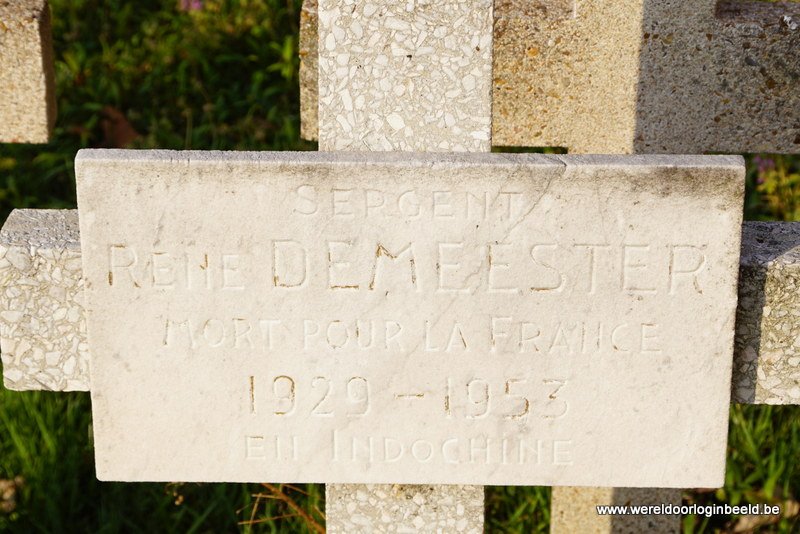 SERGENT
RENE DEMEESTER
MORT POUR LA FRANCE
1929 - 1953
EN INDOCHINE
www.wereldoorloginbeeld.be